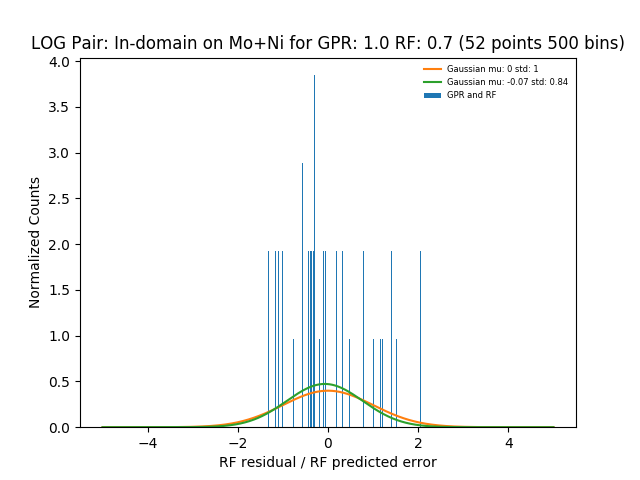 LOG Pair: In-domain on Mo+Ni for GPR: 1.0 RF: 0.7 (52 points 500 bins)
Gaussian mu: 0 std: 1
Gaussian mu: -0.07 std: 0.84
GPR and RF
Normalized Counts
4.0
3.5
3.0
2.5
2.0
1.5
1.0
0.5
0.0
−4 −2 0 2 4
RF residual / RF predicted error